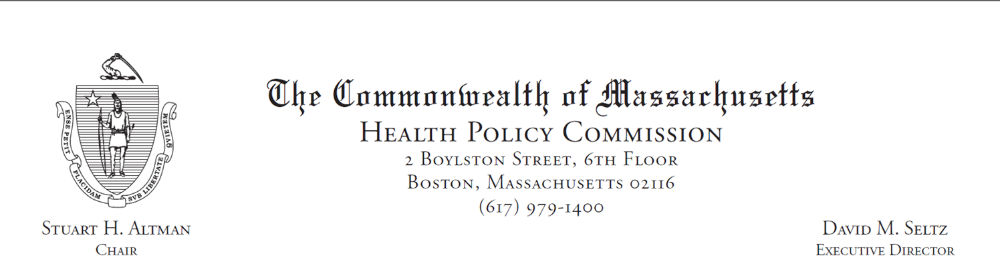 The Commonwealth of Massachusetts
HEALTH POLICY COMMISSION
2 BOYLSTON STREET, 6TH FLOOR
BOSTON, MASSACHUSETTS 02116
(617) 979-1400
ENSE PETIT
PLACIDAM
SVB LIBERTATE
QVIETEM
STUART H. ALTMAN
CHAIR
DAVID M. SELTZ
EXECUTIVE DIRECTOR